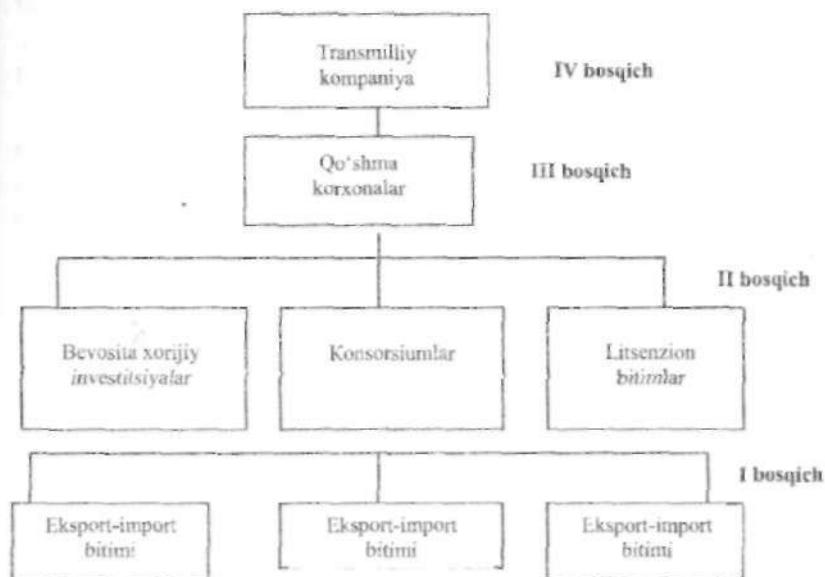 Transmilliy
kompaniya
IV bosqich
Qo‘shma
korxonalar
III bosqich
II bosqich
Bevosita xorijiy
investitsiyalar
Konsorsiumlar
Litsenzion
bitimlar
I bosqich
Eksport-import
bitimi
Eksport-import
bitimi
Eksport-import
bitimi